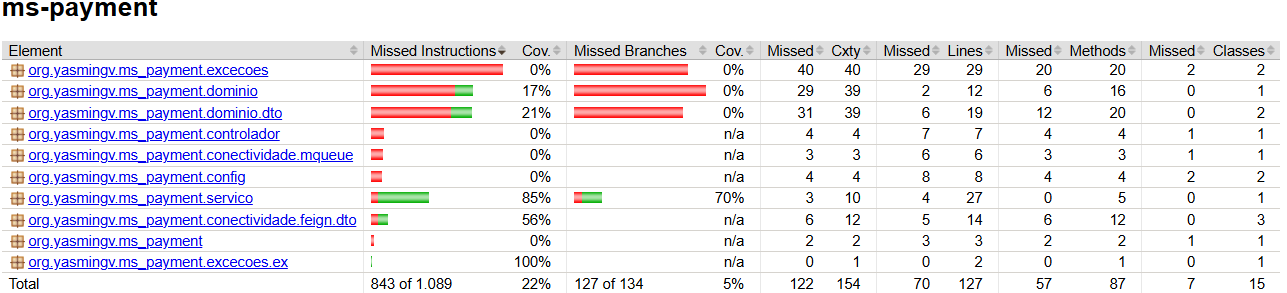 ms-payment
Element Missed Instructions Cov. Missed Branches Cov. Missed Cxty Missed Lines Missed Methods Missed Classes
org.yasmingv.ms_payment.excecoes 0% 0% 40 40 29 29 20 20 2 2
org.yasmingv.ms_payment.dominio 17% 0% 29 39 2 12 6 16 0 1
org.yasmingv.ms_payment.dominio.dto 21% 0% 31 39 6 19 12 20 0 2
org.yasmingv.ms_payment.controlador 0% n/a 4 4 7 7 4 4 1 1
org.yasmingv.ms_payment.conectividade.mqueue 0% n/a 3 3 6 6 3 3 1 1
org.yasmingv.ms_payment.config 0% n/a 4 4 8 8 4 4 2 2
org.yasmingv.ms_payment.servico 85% 70% 3 10 4 27 0 5 0 1
org.yasmingv.ms_payment.conectividade.feign.dto 56% n/a 6 12 5 14 6 12 0 3
org.yasmingv.ms_payment 0% n/a 2 2 3 3 2 2 1 1
org.yasmingv.ms_payment.excecoes.ex 100% n/a 0 1 0 2 0 1 0 1
Total 843 of 1.089 22% 127 of 134 5% 122 154 70 127 57 87 7 15